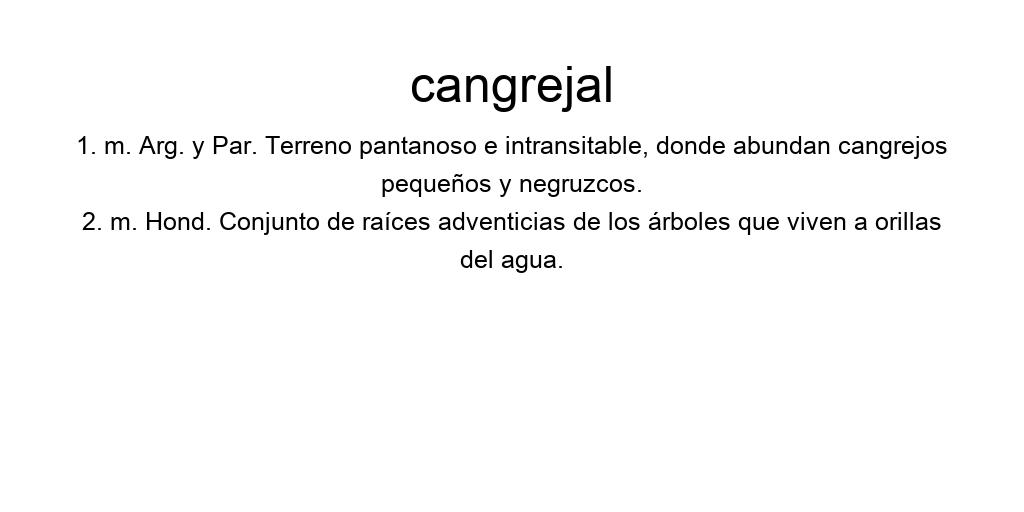 cangrejal
1. m. Arg. y Par. Terreno pantanoso e intransitable, donde abundan cangrejos
pequeños y negruzcos.
2. m. Hond. Conjunto de raíces adventicias de los árboles que viven a orillas
del agua.